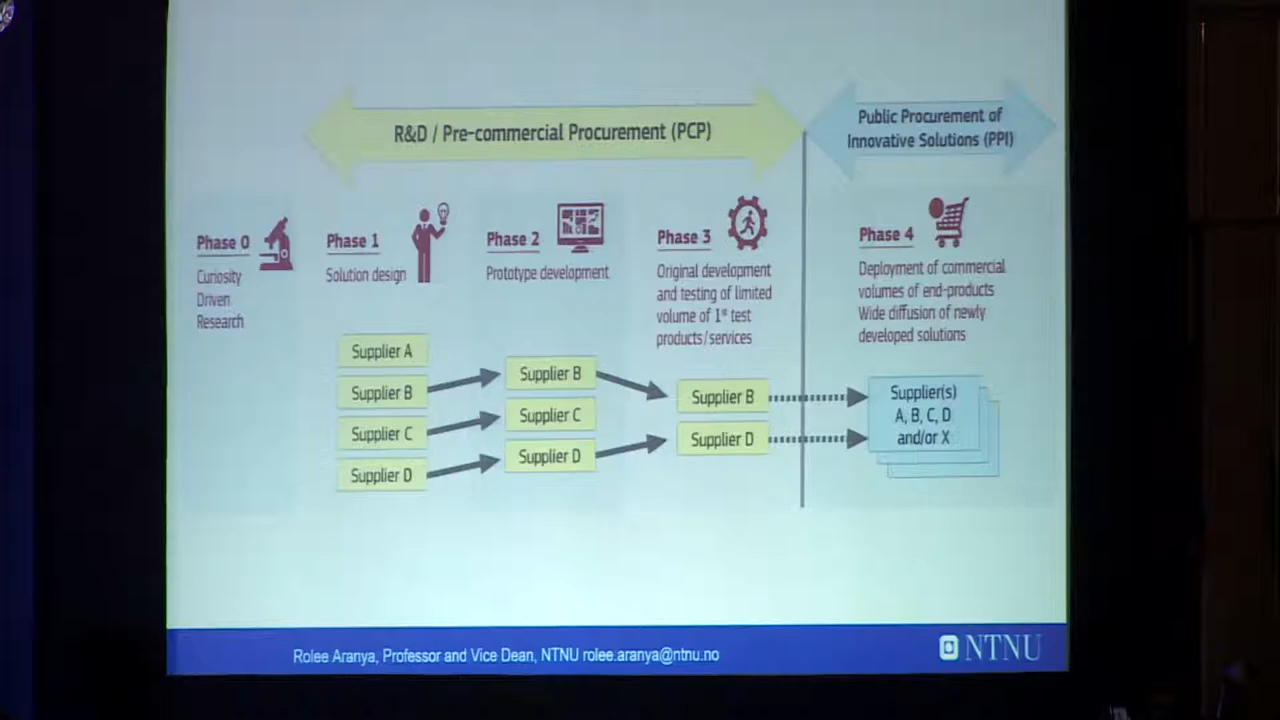 R&D / Pre-commercial Procurement (PCP)
Public Procurement of
Innovative Solutions (PPI)
Phase 0
Curiosity
Driven
Research
Phase 1
Solution design
Phase 2
Prototype development
Phase 3
Original development
and testing of limited
volume of 1st test
products/services
Phase 4
Deployment of commercial
volumes of end-products
Wide diffusion of newly
developed solutions
Supplier A
Supplier B
Supplier C
Supplier D
Supplier B
Supplier C
Supplier D
Supplier B
Supplier D
Supplier(s)
A, B, C, D
and/or X
Rolee Aranya, Professor and Vice Dean, NTNU rolee.aranya@ntnu.no
NTNU